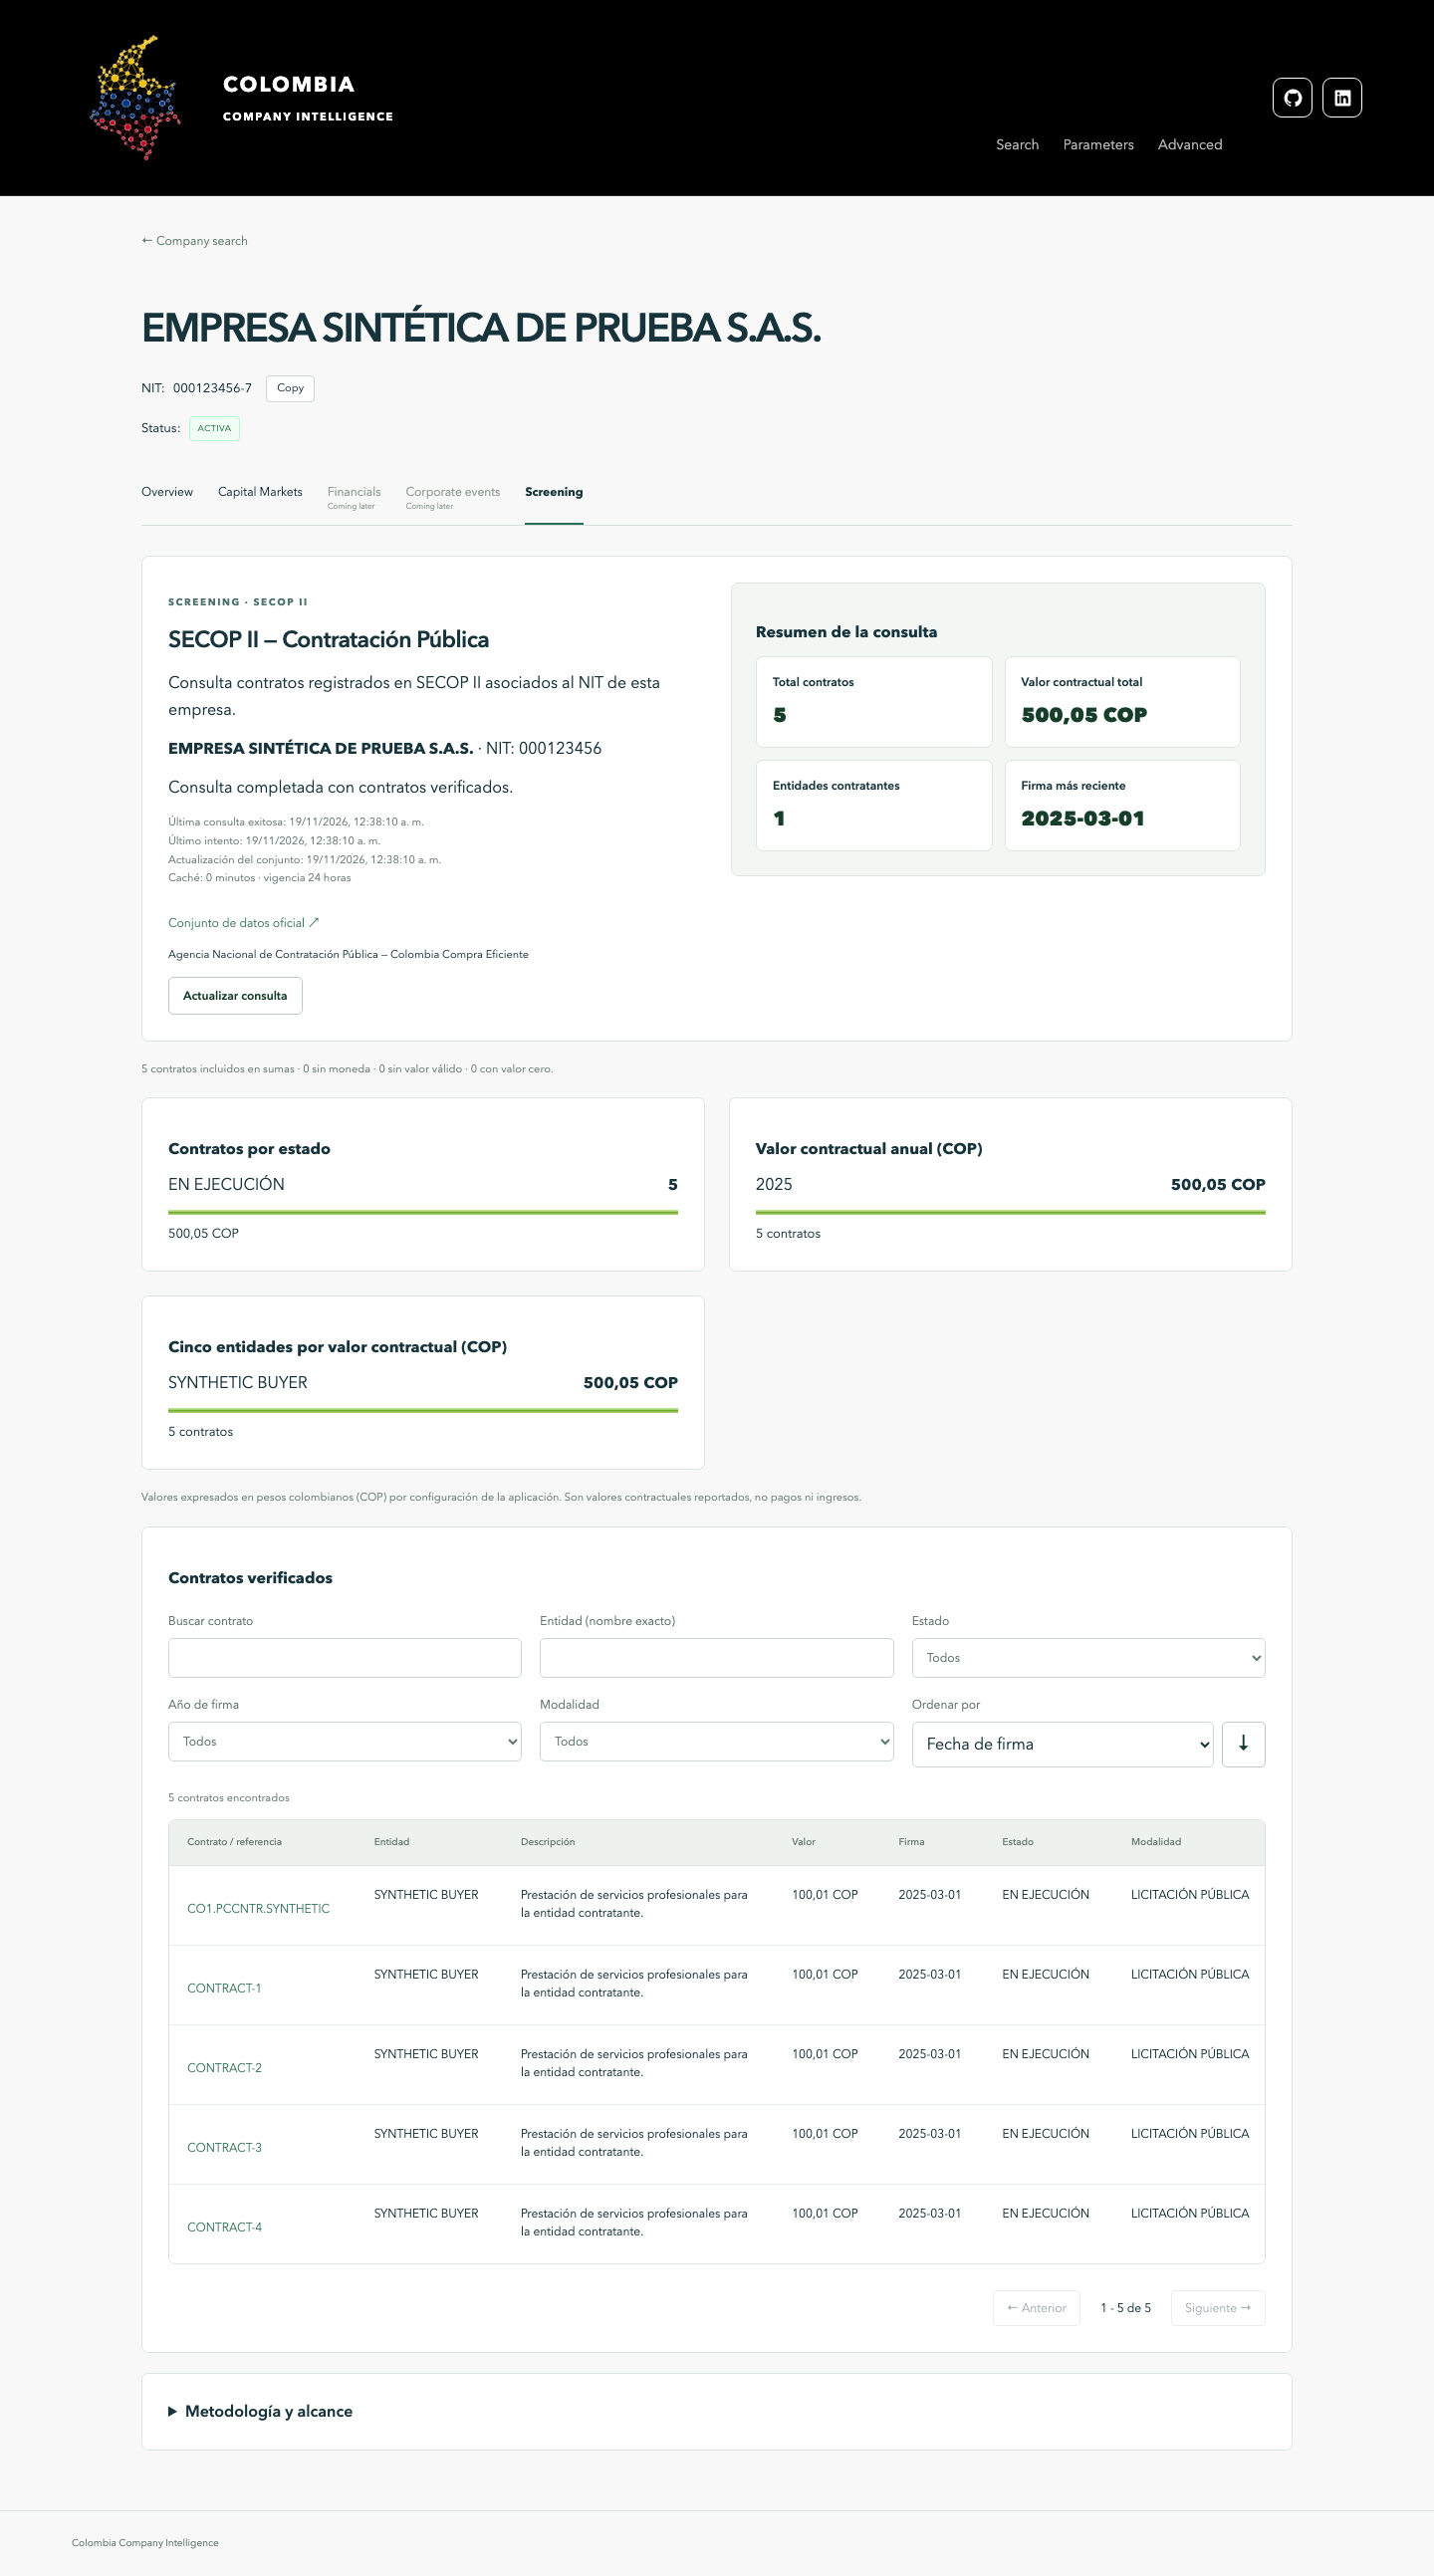 COLOMBIA
COMPANY INTELLIGENCE
Search Parameters Advanced
← Company search
EMPRESA SINTÉTICA DE PRUEBA S.A.S.
NIT: 000123456-7 Copy
Status: ACTIVA
Overview Capital Markets Financials Corporate events Screening
Coming later Coming later
SCREENING · SECOP II
SECOP II — Contratación Pública
Consulta contratos registrados en SECOP II asociados al NIT de esta
empresa.
EMPRESA SINTÉTICA DE PRUEBA S.A.S. · NIT: 000123456
Consulta completada con contratos verificados.
Última consulta exitosa: 19/11/2026, 12:38:10 a. m.
Último intento: 19/11/2026, 12:38:10 a. m.
Actualización del conjunto: 19/11/2026, 12:38:10 a. m.
Caché: 0 minutos · vigencia 24 horas
Conjunto de datos oficial ↗
Agencia Nacional de Contratación Pública — Colombia Compra Eficiente
Actualizar consulta
Resumen de la consulta
Total contratos
5
Valor contractual total
500,05 COP
Entidades contratantes
1
Firma más reciente
2025-03-01
5 contratos incluidos en sumas · 0 sin moneda · 0 sin valor válido · 0 con valor cero.
Contratos por estado
EN EJECUCIÓN 5
500,05 COP
Valor contractual anual (COP)
2025 500,05 COP
5 contratos
Cinco entidades por valor contractual (COP)
SYNTHETIC BUYER 500,05 COP
5 contratos
Valores expresados en pesos colombianos (COP) por configuración de la aplicación. Son valores contractuales reportados, no pagos ni ingresos.
Contratos verificados
Buscar contrato Entidad (nombre exacto) Estado
Todos
Año de firma Modalidad Ordenar por
Todos Todos Fecha de firma ↓
5 contratos encontrados
Contrato / referencia Entidad Descripción Valor Firma Estado Modalidad
CO1.PCCNTR.SYNTHETIC SYNTHETIC BUYER Prestación de servicios profesionales para 100,01 COP 2025-03-01 EN EJECUCIÓN LICITACIÓN PÚBLICA
la entidad contratante.
CONTRACT-1 SYNTHETIC BUYER Prestación de servicios profesionales para 100,01 COP 2025-03-01 EN EJECUCIÓN LICITACIÓN PÚBLICA
la entidad contratante.
CONTRACT-2 SYNTHETIC BUYER Prestación de servicios profesionales para 100,01 COP 2025-03-01 EN EJECUCIÓN LICITACIÓN PÚBLICA
la entidad contratante.
CONTRACT-3 SYNTHETIC BUYER Prestación de servicios profesionales para 100,01 COP 2025-03-01 EN EJECUCIÓN LICITACIÓN PÚBLICA
la entidad contratante.
CONTRACT-4 SYNTHETIC BUYER Prestación de servicios profesionales para 100,01 COP 2025-03-01 EN EJECUCIÓN LICITACIÓN PÚBLICA
la entidad contratante.
← Anterior 1 - 5 de 5 Siguiente →
▶ Metodología y alcance
Colombia Company Intelligence